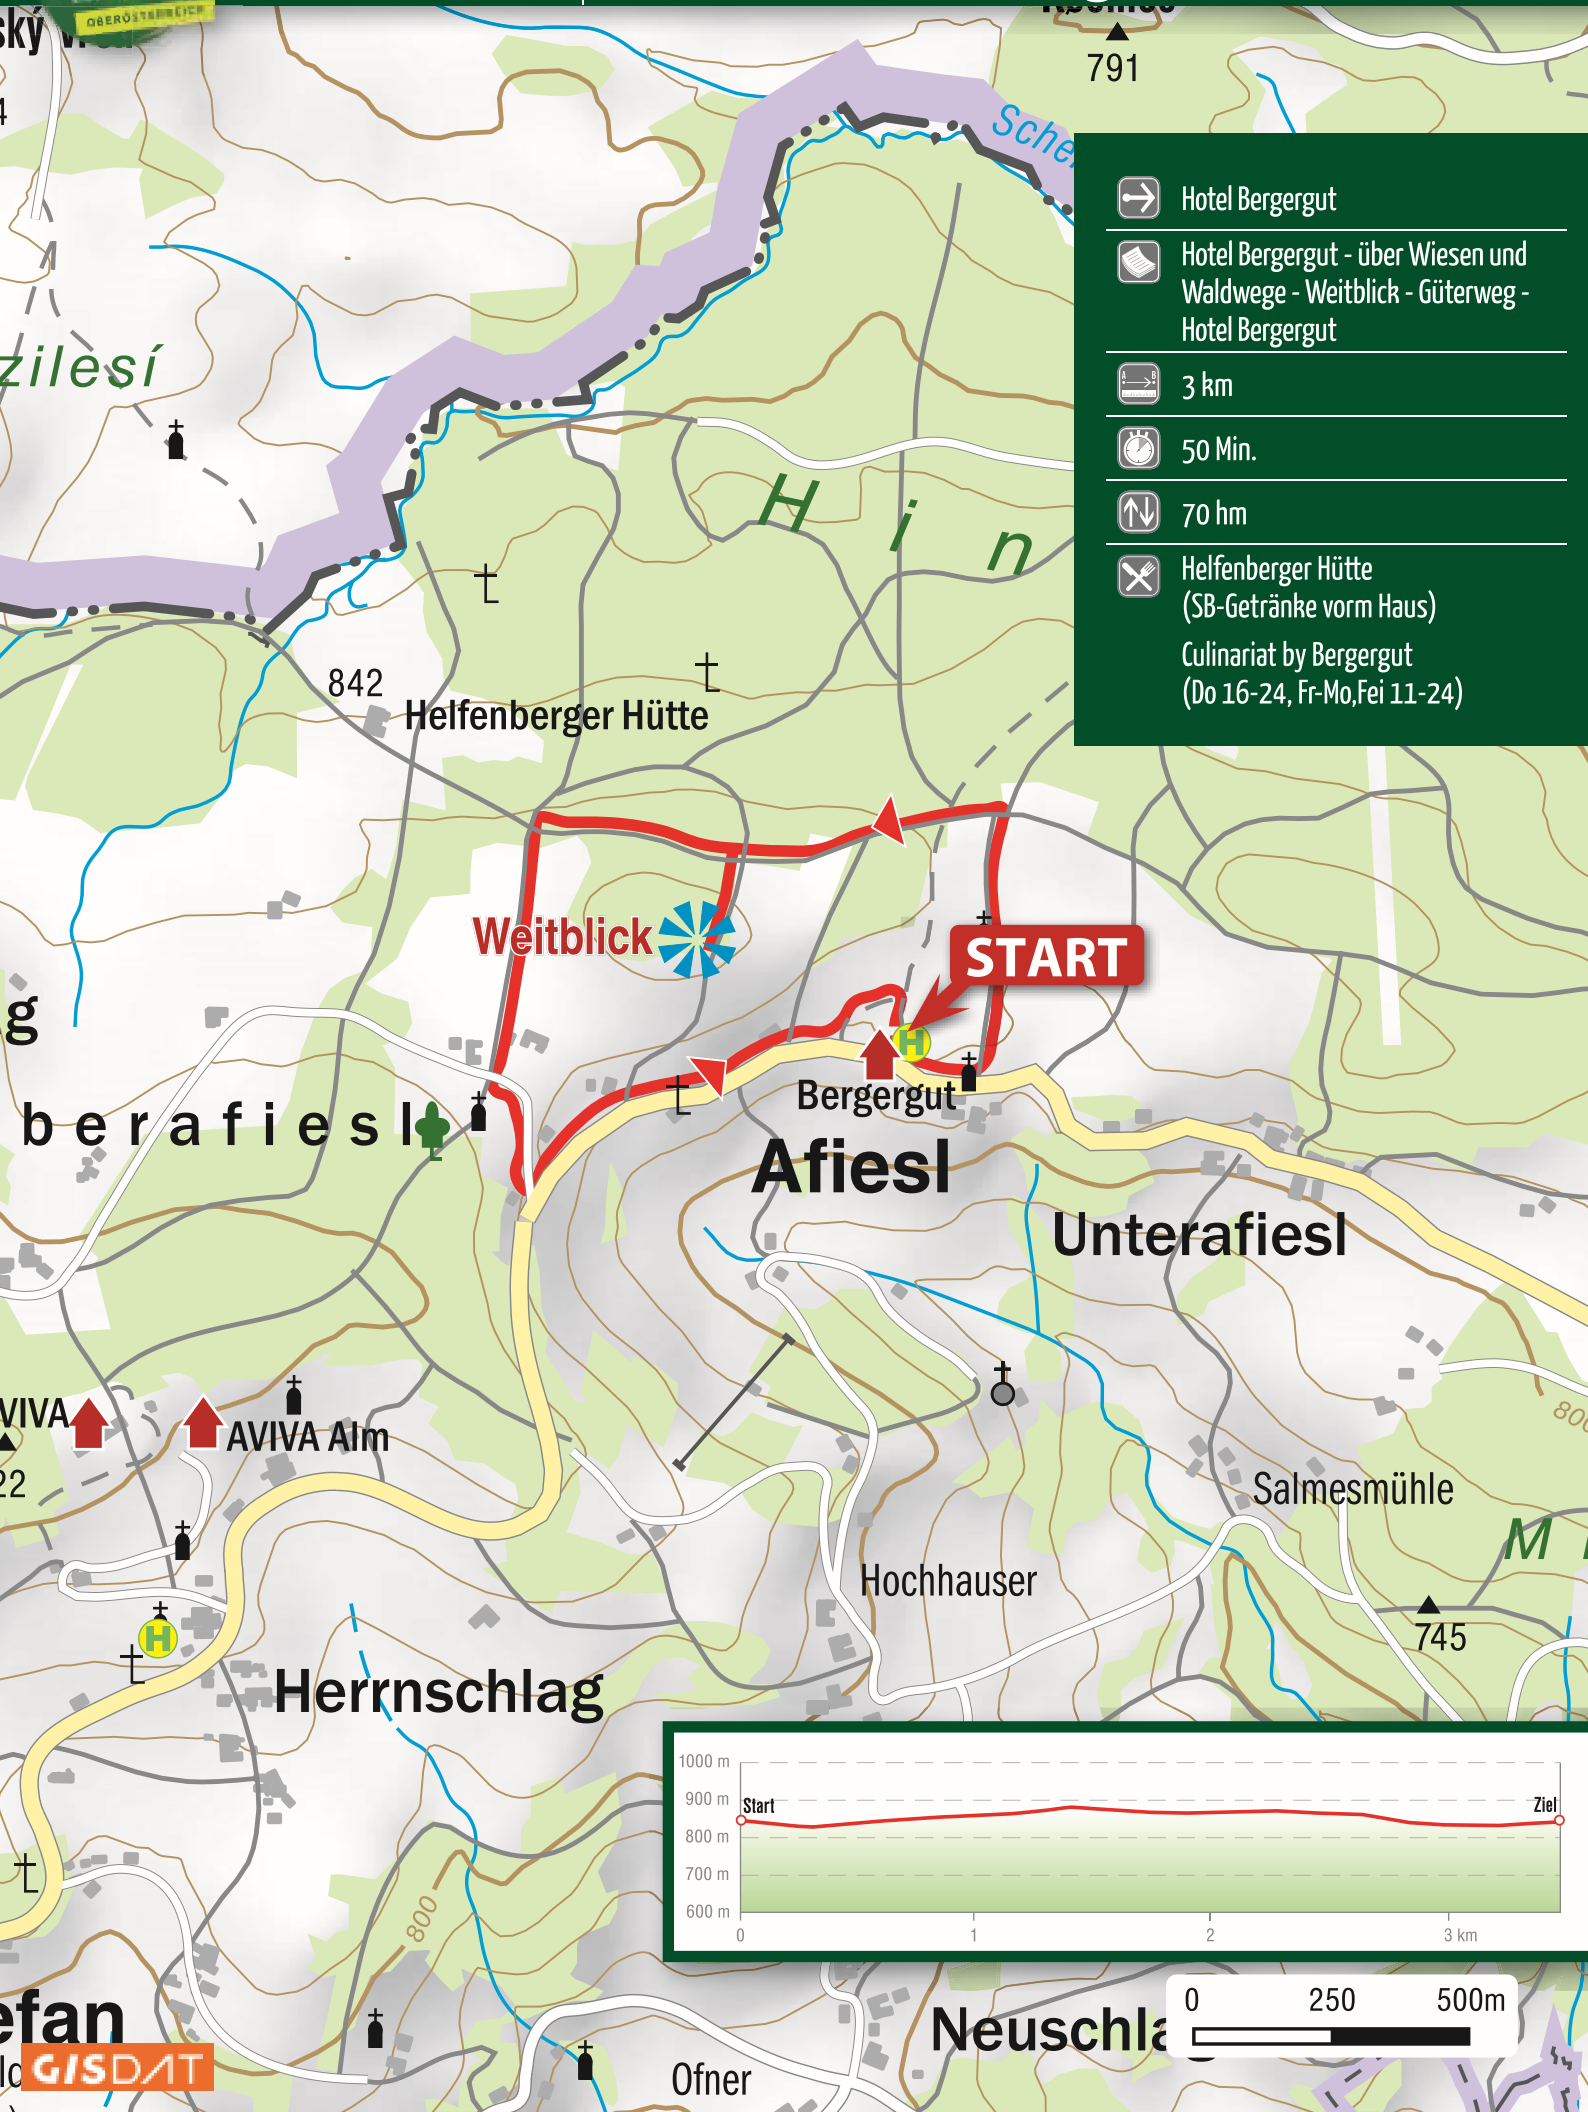 OBERÖSTERREICH
791
Hotel Bergergut
Hotel Bergergut - über Wiesen und
Waldwege - Weitblick - Güterweg -
Hotel Bergergut
3 km
50 Min.
70 hm
Helfenberger Hütte
(SB-Getränke vorm Haus)
Culinariat by Bergergut
(Do 16-24, Fr-Mo,Fei 11-24)
A B
Sche
zilesí
H i n
842
Helfenberger Hütte
Weitblick
START
H
g
Bergergut
berafiesl
Afiesl
Unterafiesl
VIVA
AVIVA Alm
22
800
Salmesmühle
M
Hochhauser
745
H
Herrnschlag
1000 m
900 m
800 m
700 m
600 m
Start
Ziel
0 1 2 3 km
800
0 250 500m
efan
Neuschla
GISDAT
Ofner